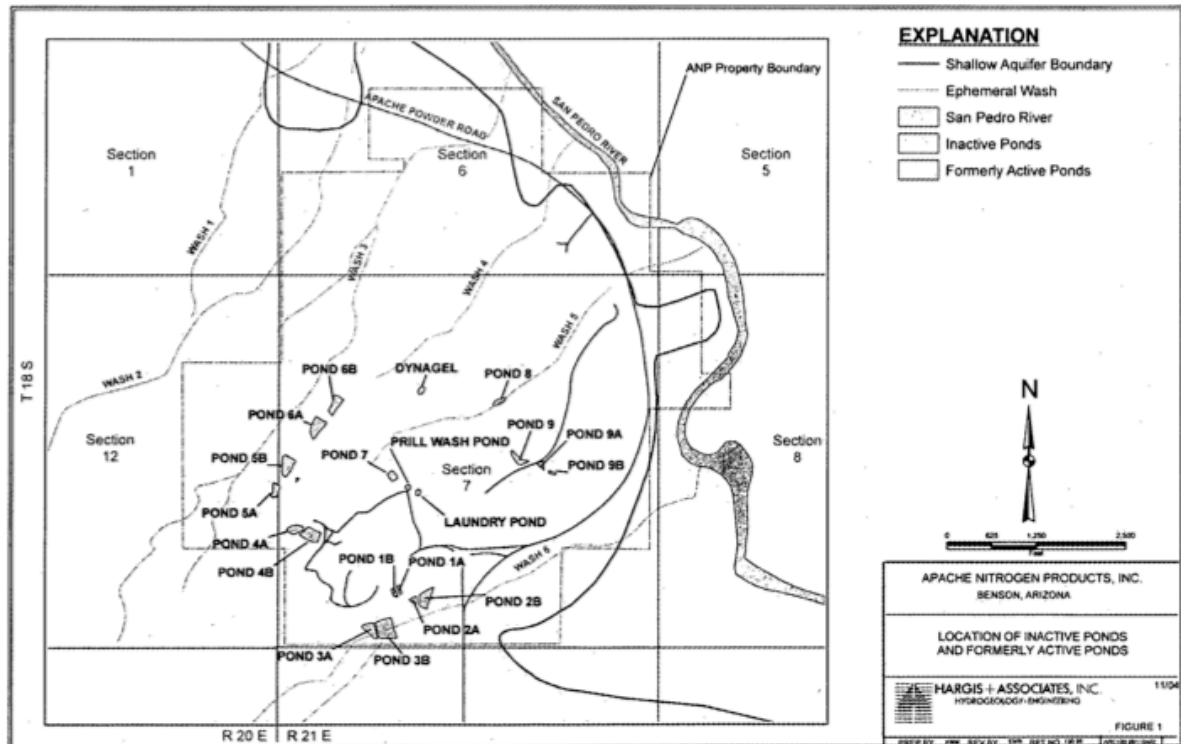 EXPLANATION
Shallow Aquifer Boundary
Ephemeral Wash
San Pedro River
Inactive Ponds
Formerly Active Ponds
ANP Property Boundary
SAN PEDRO RIVER
APACHE POWDER ROAD
Section
1
Section
6
Section
5
WASH 1
WASH 3
WASH 4
WASH 5
WASH 2
T 18 S
POND 6B
DYNAGEL
POND 8
POND 6A
Section
12
PRILL WASH POND
POND 9
POND 9A
POND 5B
POND 7
POND 9B
Section
7
Section
8
POND 5A
LAUNDRY POND
POND 4A
POND 4B
POND 1B
POND 1A
WASH 6
POND 2B
POND 2A
POND 3A
POND 3B
R 20 E
R 21 E
N
0
625
1,250
2,500
Feet
APACHE NITROGEN PRODUCTS, INC.
BENSON, ARIZONA
LOCATION OF INACTIVE PONDS
AND FORMERLY ACTIVE PONDS
HARGIS + ASSOCIATES, INC.
HYDROGEOLOGY • ENGINEERING
11/04
FIGURE 1
PREP BY
REV BY